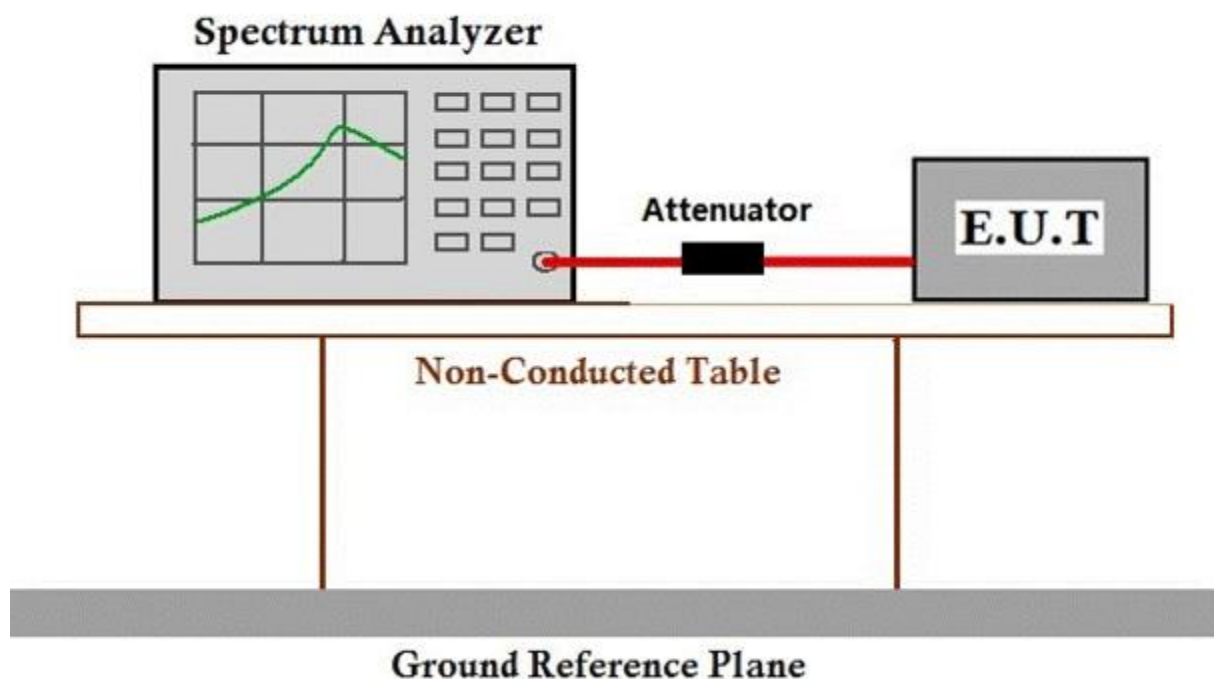 Spectrum Analyzer
Attenuator
E.U.T
Non-Conducted Table
Ground Reference Plane